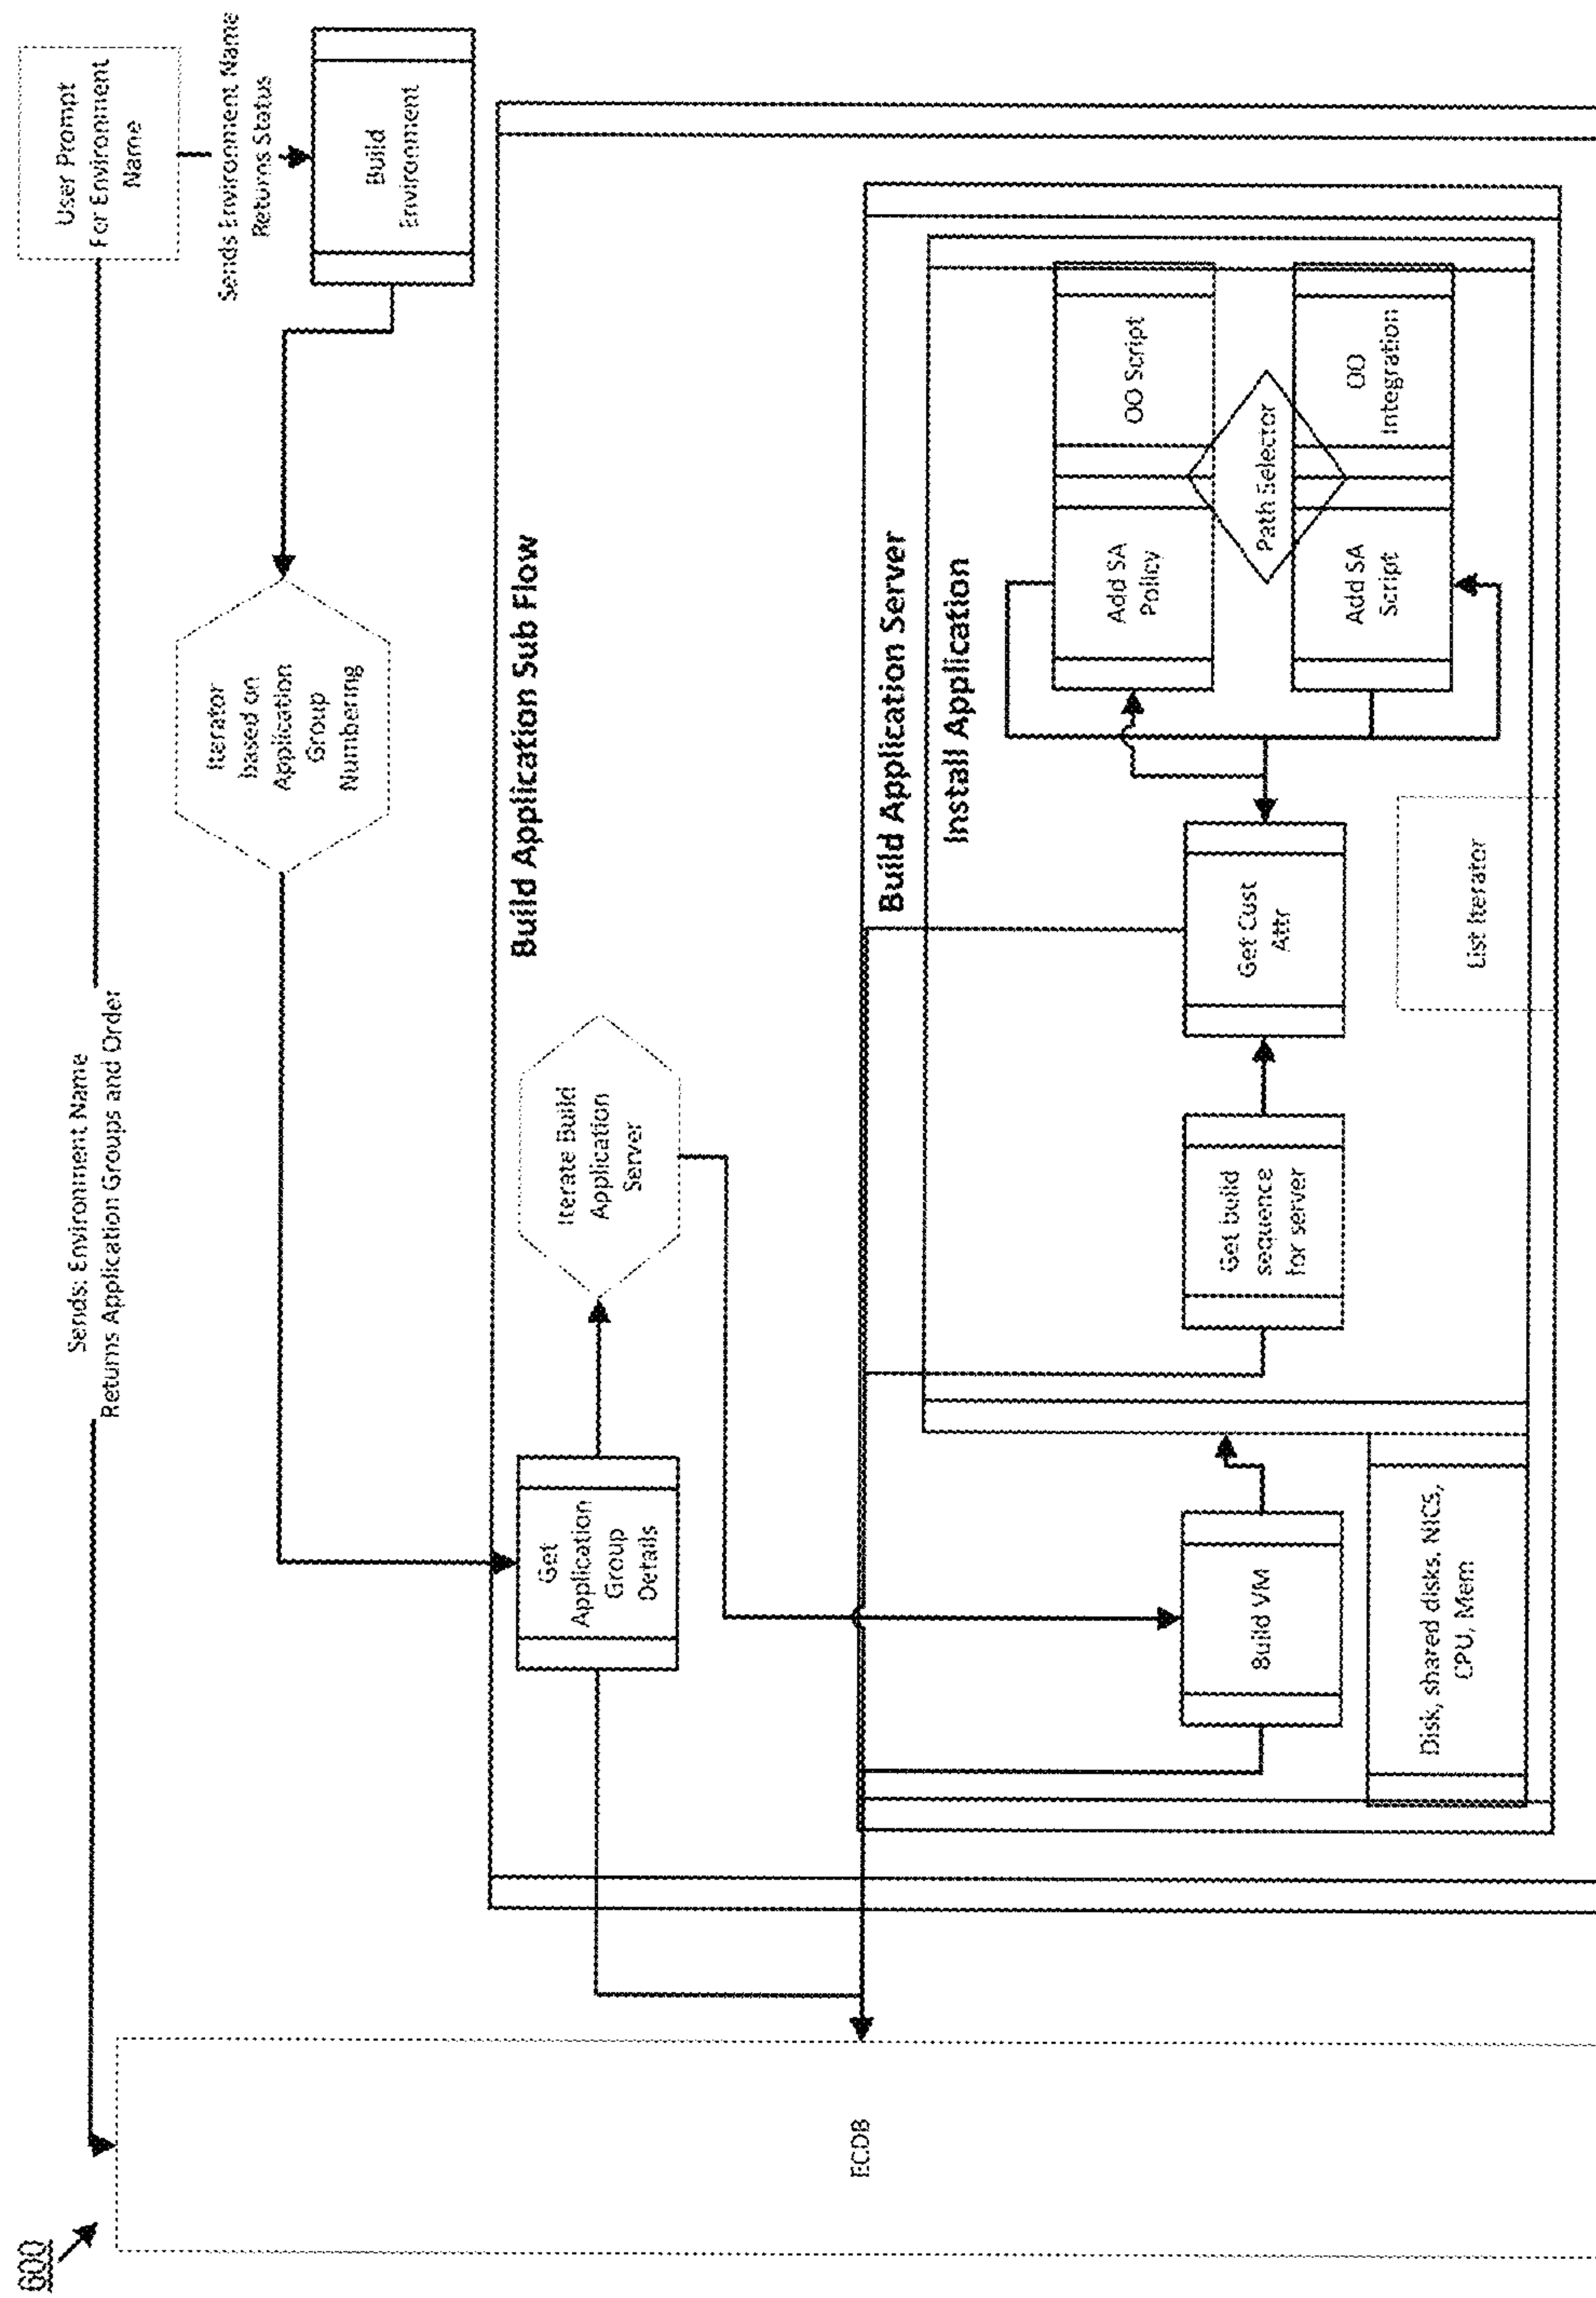 600
User Prompt
For Environment
Name
Sends: Environment Name
Returns Application Groups and Order
Sends Environment Name
Returns Status
Build
Environment
Iterator
based on
Application
Group
Numbering
Build Application Sub Flow
Get
Application
Group
Details
Iterate Build
Application
Server
ECDB
Build Application Server
Install Application
Build VM
Disk, shared disks, NICS,
CPU, Mem
Get build
sequence
for server
Get Cust
Attr
List Iterator
Add SA
Policy
OO Script
Path Selector
Add SA
Script
OO
Integration